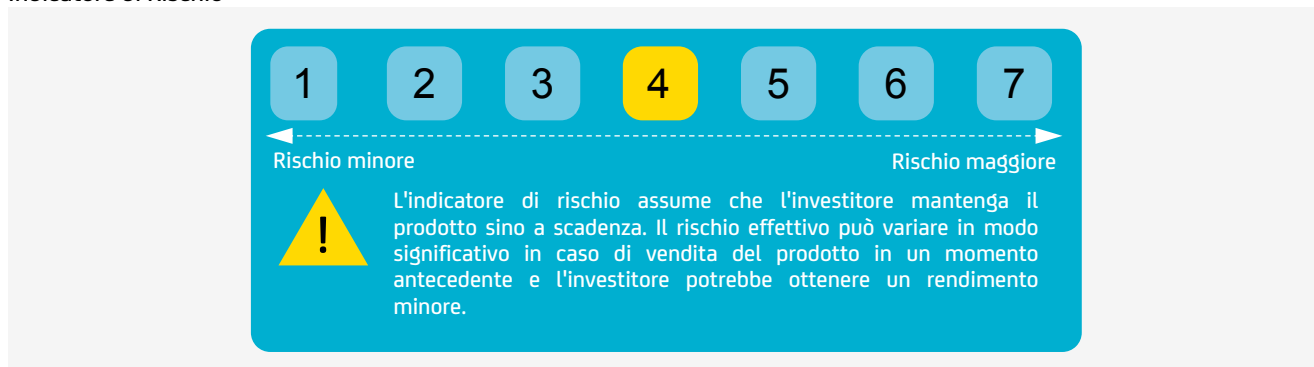 1 2 3 4 5 6 7
Rischio minore Rischio maggiore
! L'indicatore di rischio assume che l'investitore mantenga il
prodotto sino a scadenza. Il rischio effettivo può variare in modo
significativo in caso di vendita del prodotto in un momento
antecedente e l'investitore potrebbe ottenere un rendimento
minore.